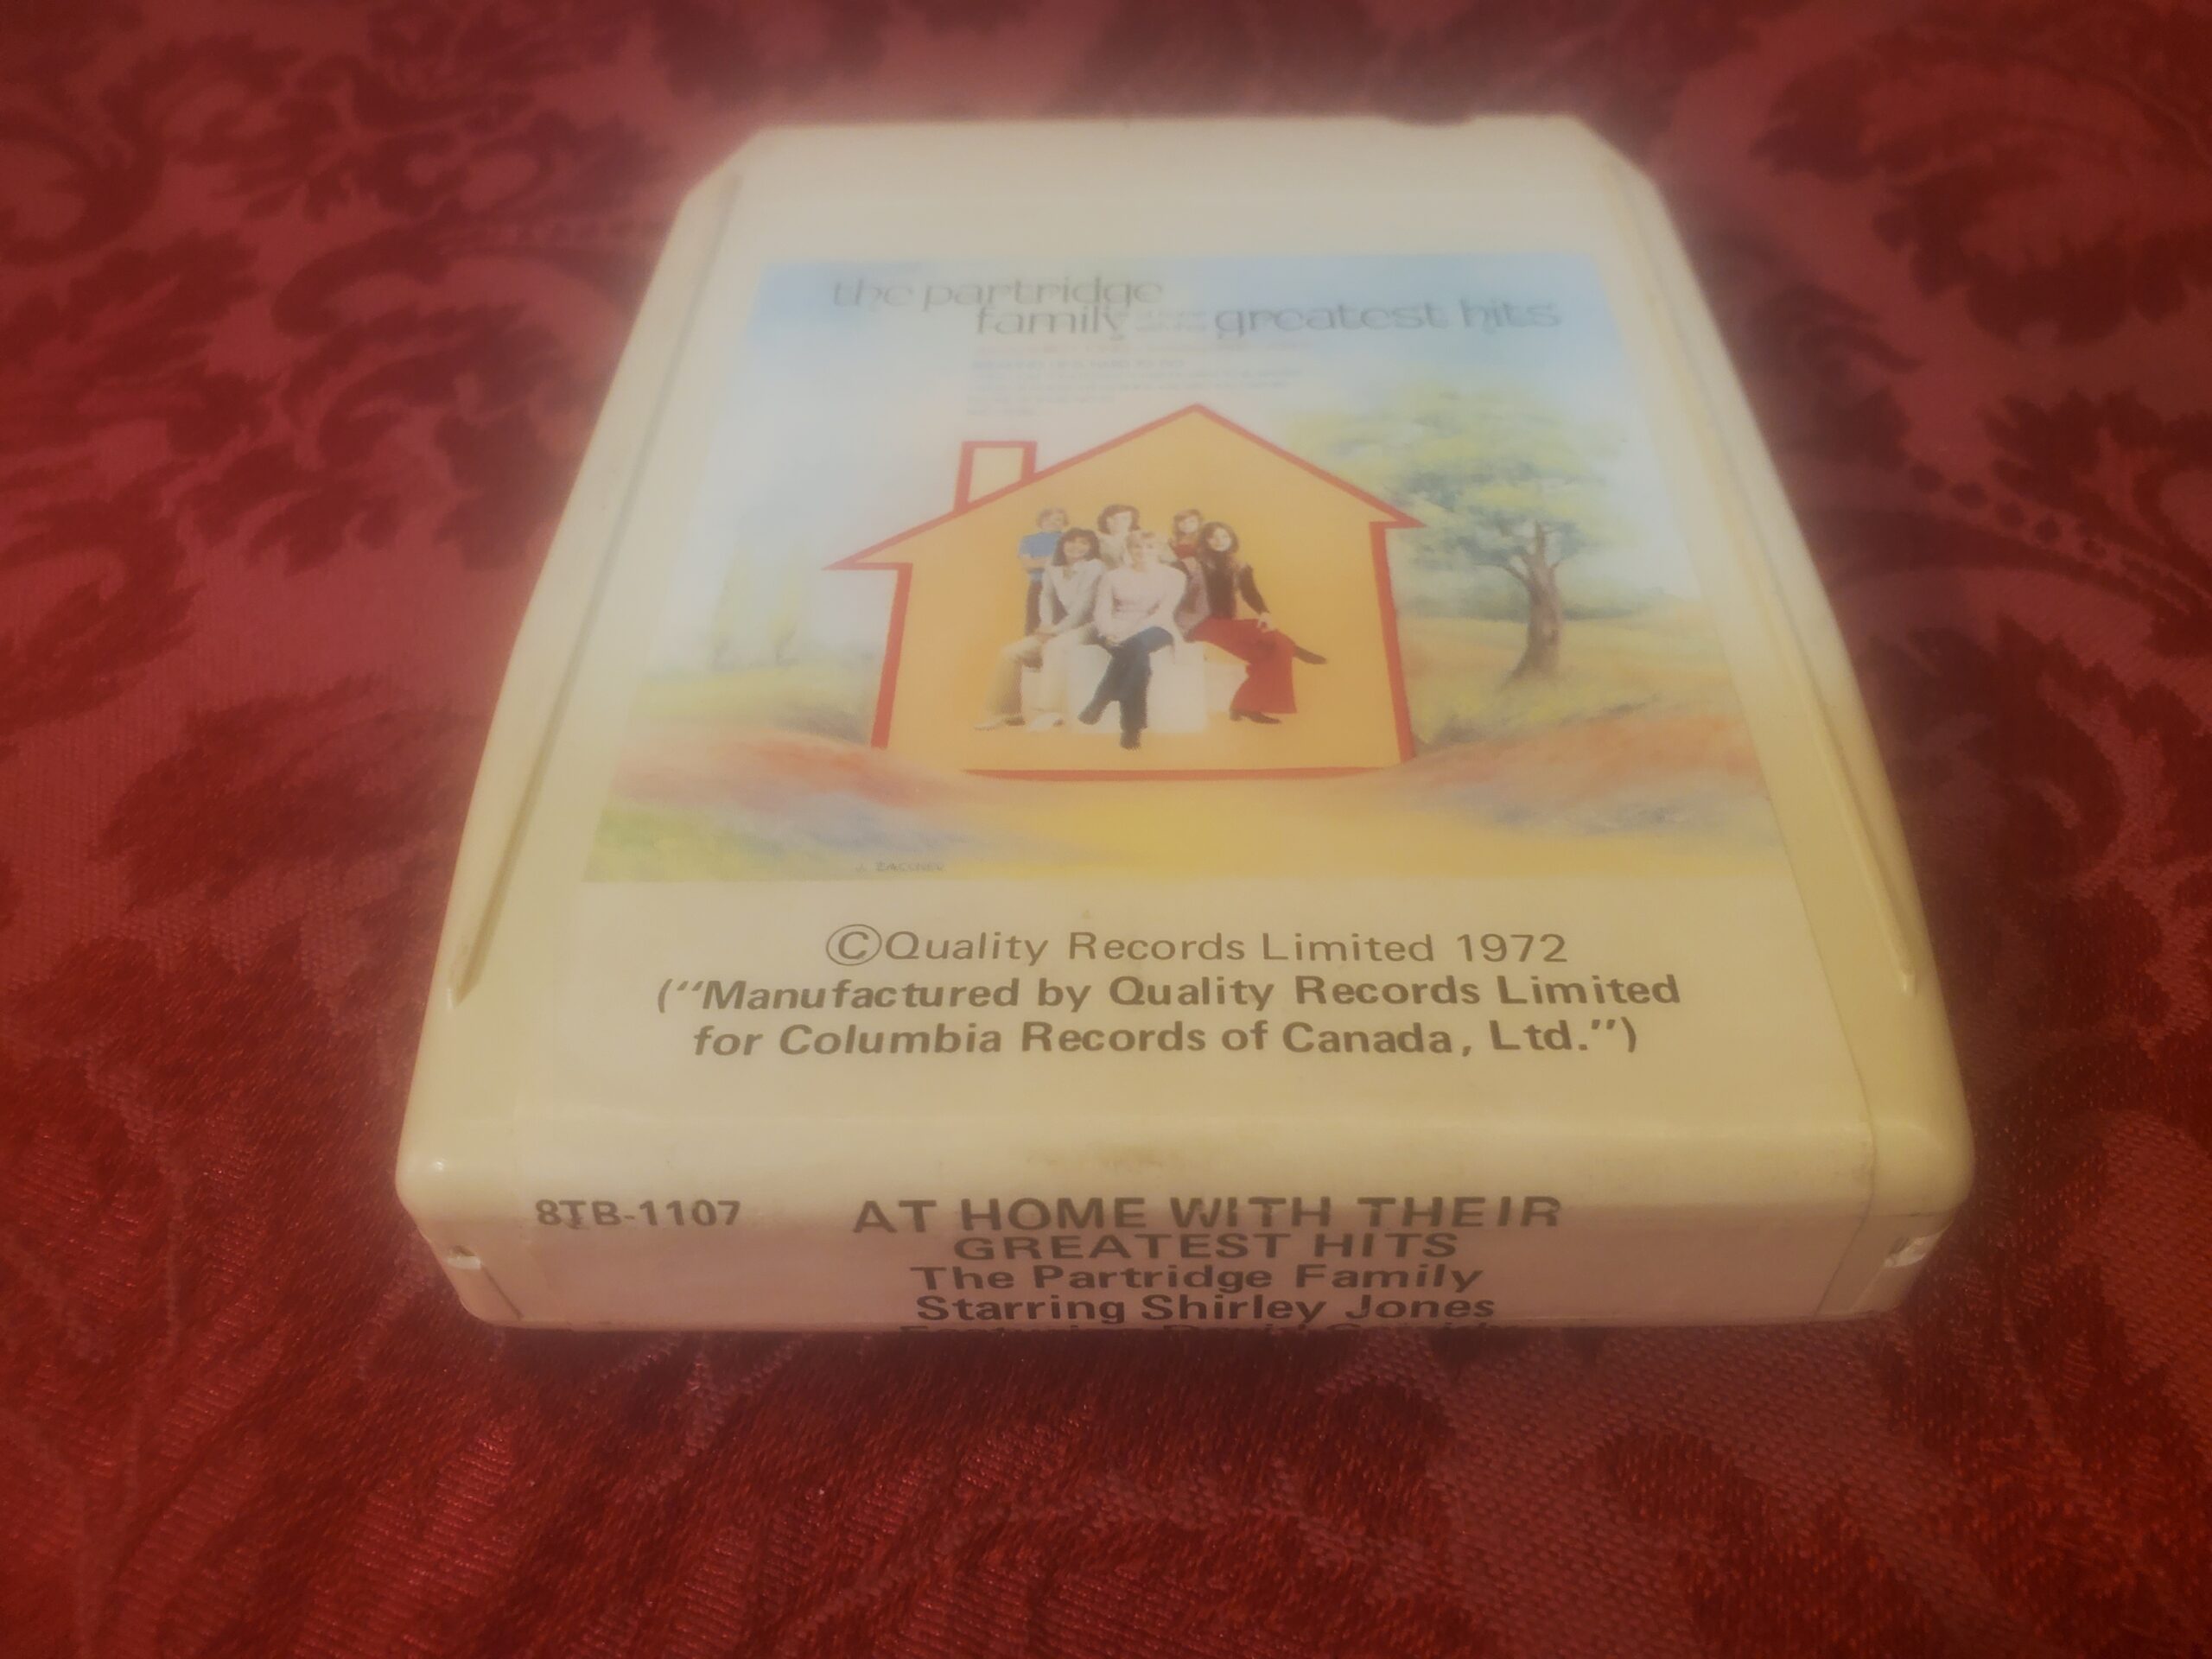 the partridge
family greatest hits
©Quality Records Limited 1972
("Manufactured by Quality Records Limited
for Columbia Records of Canada, Ltd.")
8TB-1107 AT HOME WITH THEIR
GREATEST HITS
The Partridge Family
Starring Shirley Jones